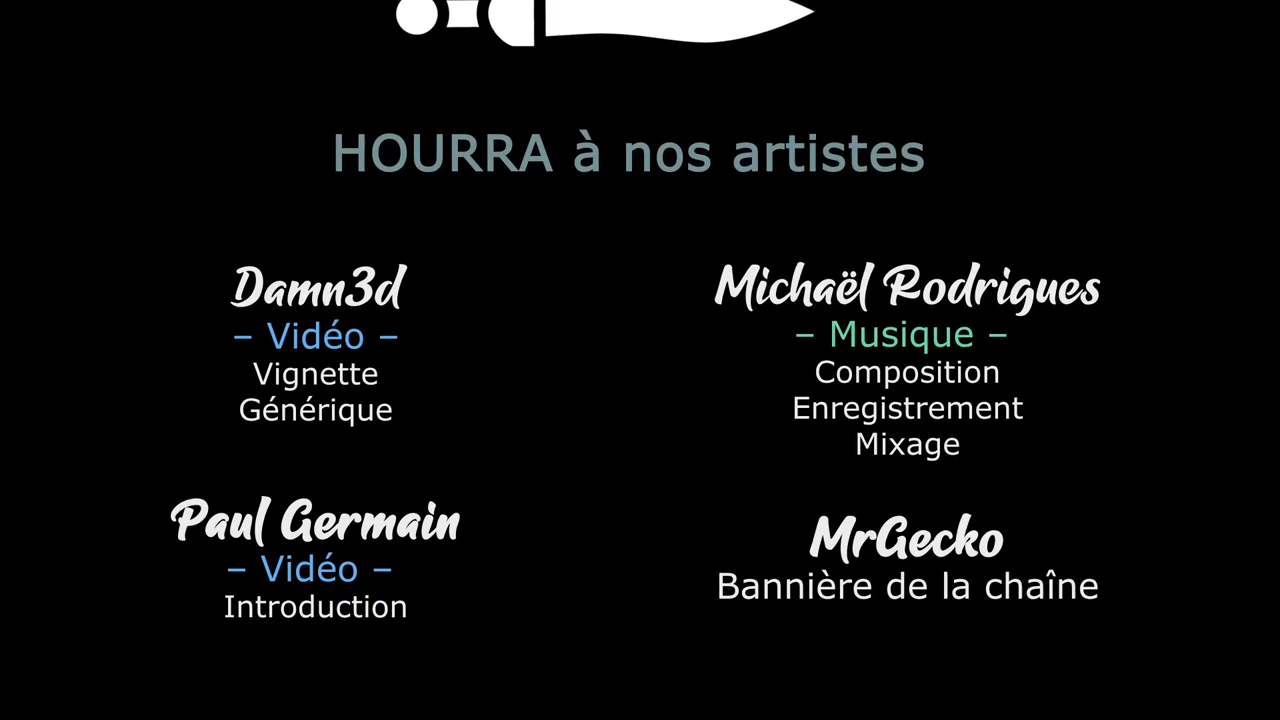 HOURRA à nos artistes
Damn3d
– Vidéo –
Vignette
Générique
Michaël Rodrigues
– Musique –
Composition
Enregistrement
Mixage
Paul Germain
– Vidéo –
Introduction
MrGecko
Bannière de la chaîne